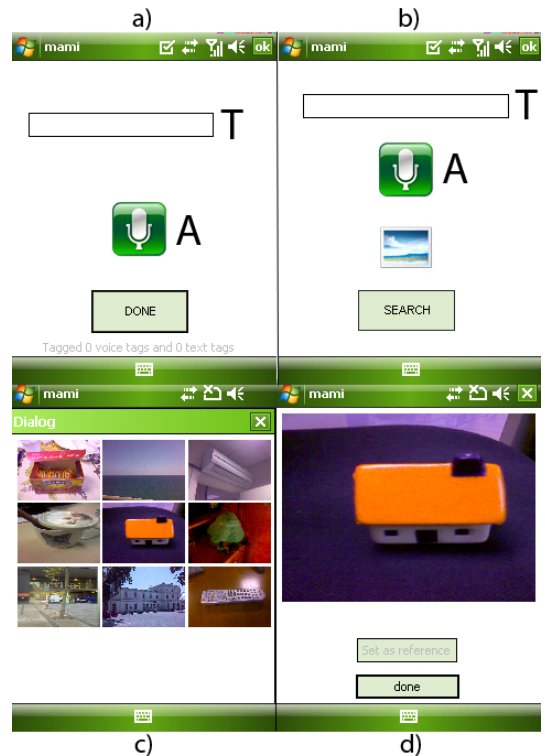 a)
b)
mami
ok
T
A
DONE
Tagged 0 voice tags and 0 text tags
mami
ok
T
A
SEARCH
mami
Dialog
mami
Set as reference
done
c)
d)